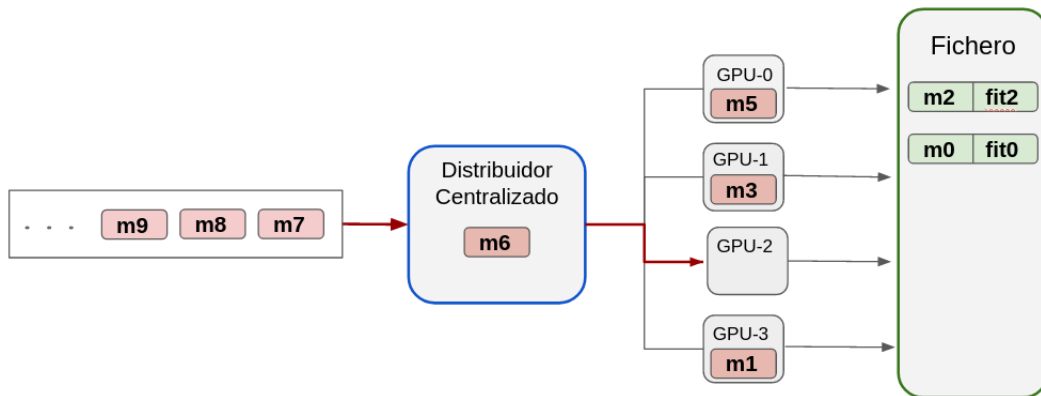 . . .
m9
m8
m7
Distribuidor
Centralizado
m6
GPU-0
m5
GPU-1
m3
GPU-2
GPU-3
m1
Fichero
m2 fit2
m0 fit0